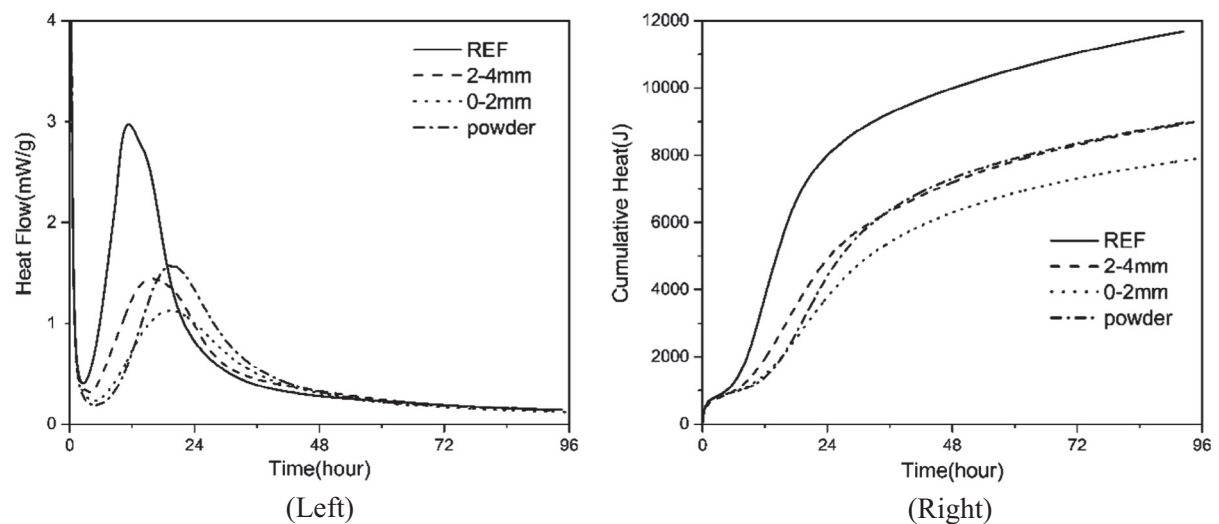 4
3
2
1
0
Heat Flow(mW/g)
REF
2-4mm
0-2mm
powder
0 24 48 72 96
Time(hour)
(Left)
12000
10000
8000
6000
4000
2000
0
Cumulative Heat(J)
REF
2-4mm
0-2mm
powder
0 24 48 72 96
Time(hour)
(Right)